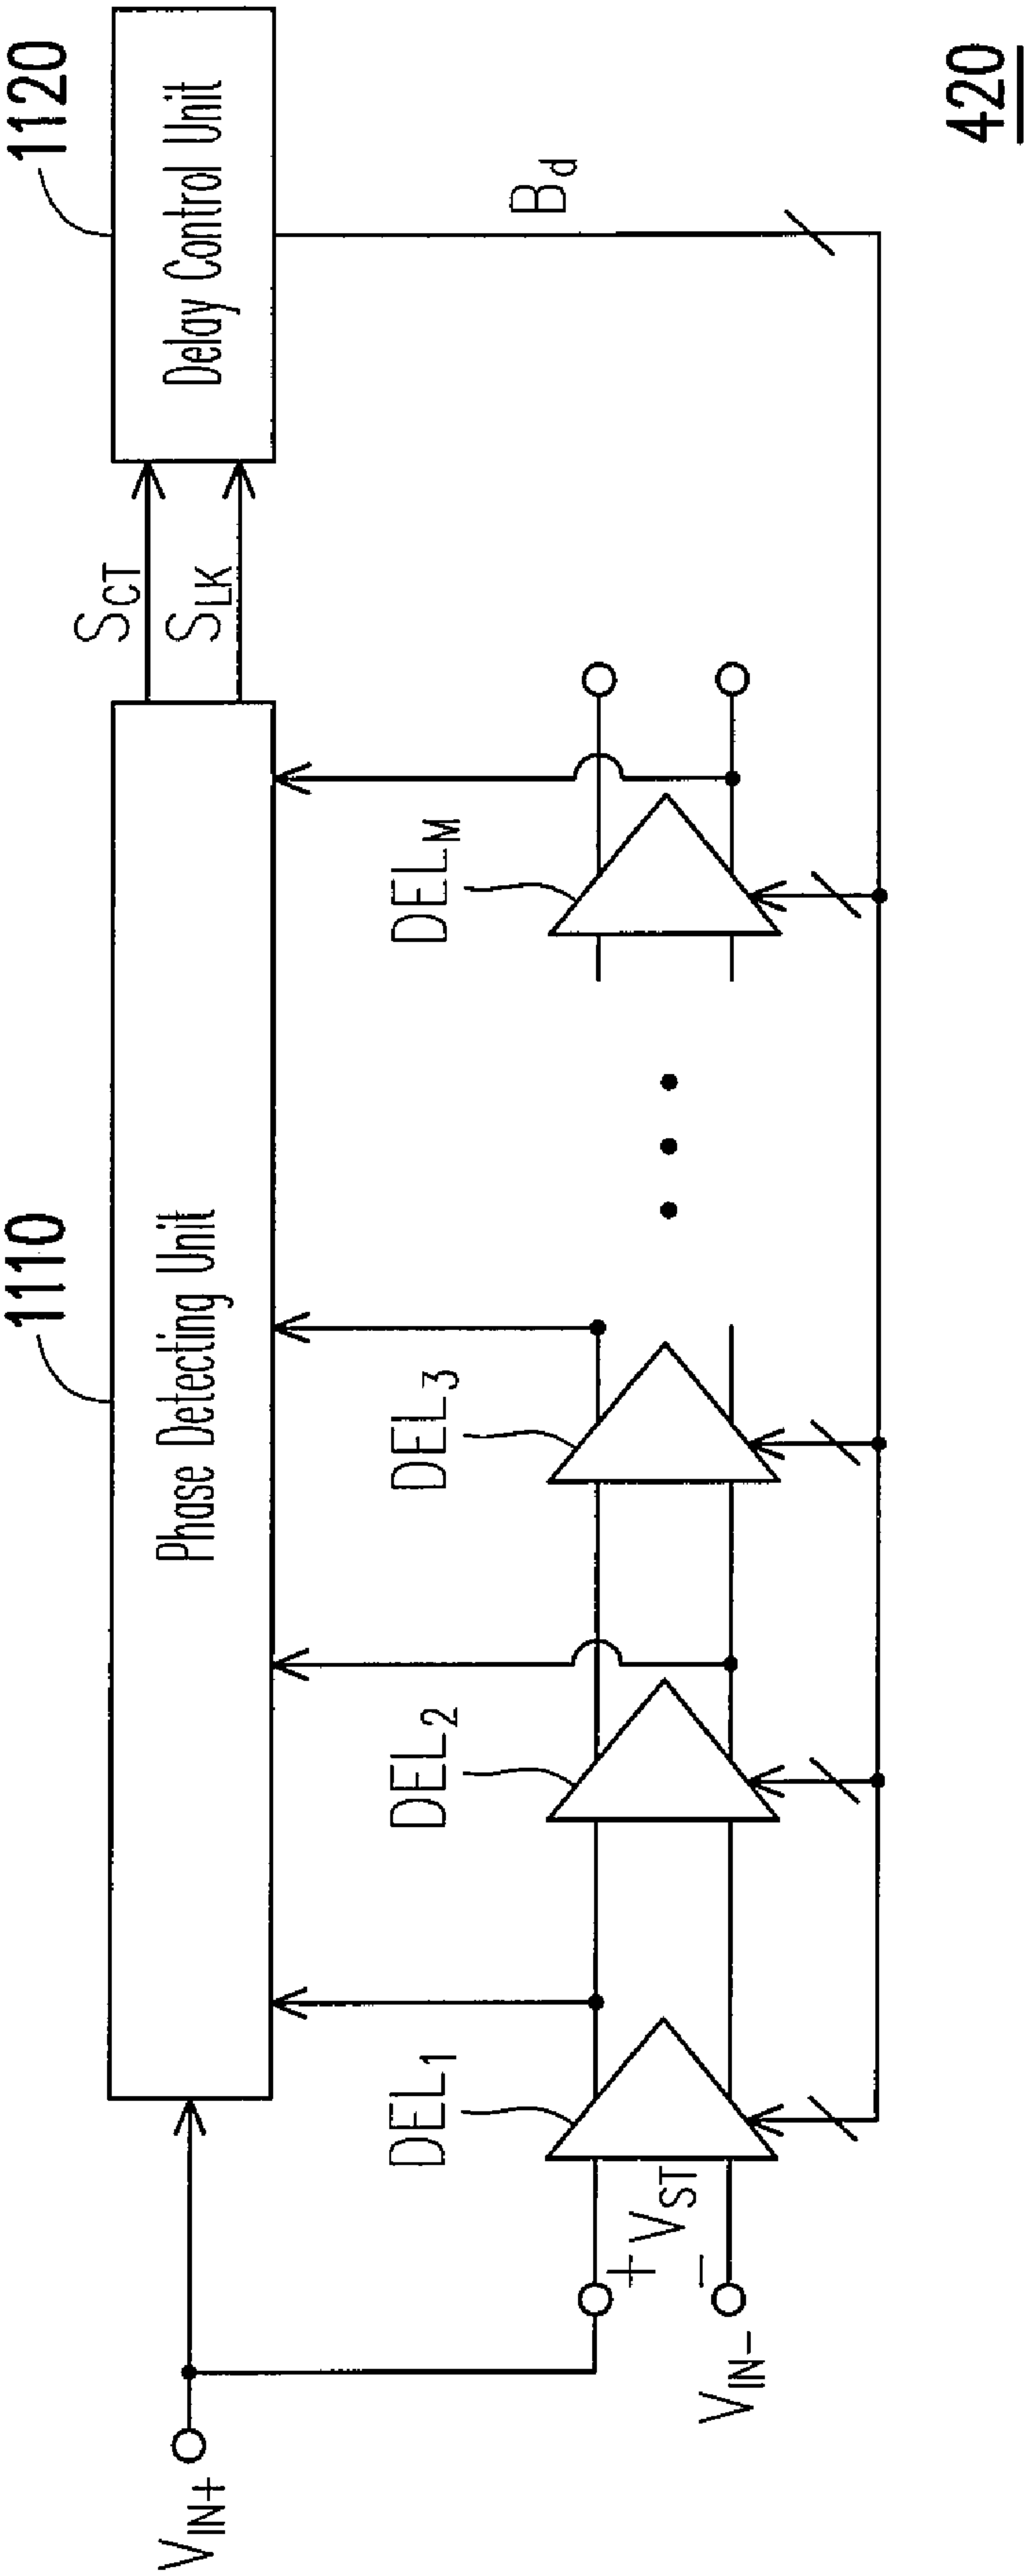 1110
1120
Phase Detecting Unit
Delay Control Unit
S_CT
S_LK
V_IN+
DEL_1
DEL_2
DEL_3
DEL_M
B_d
+
V_ST
−
V_IN−
420